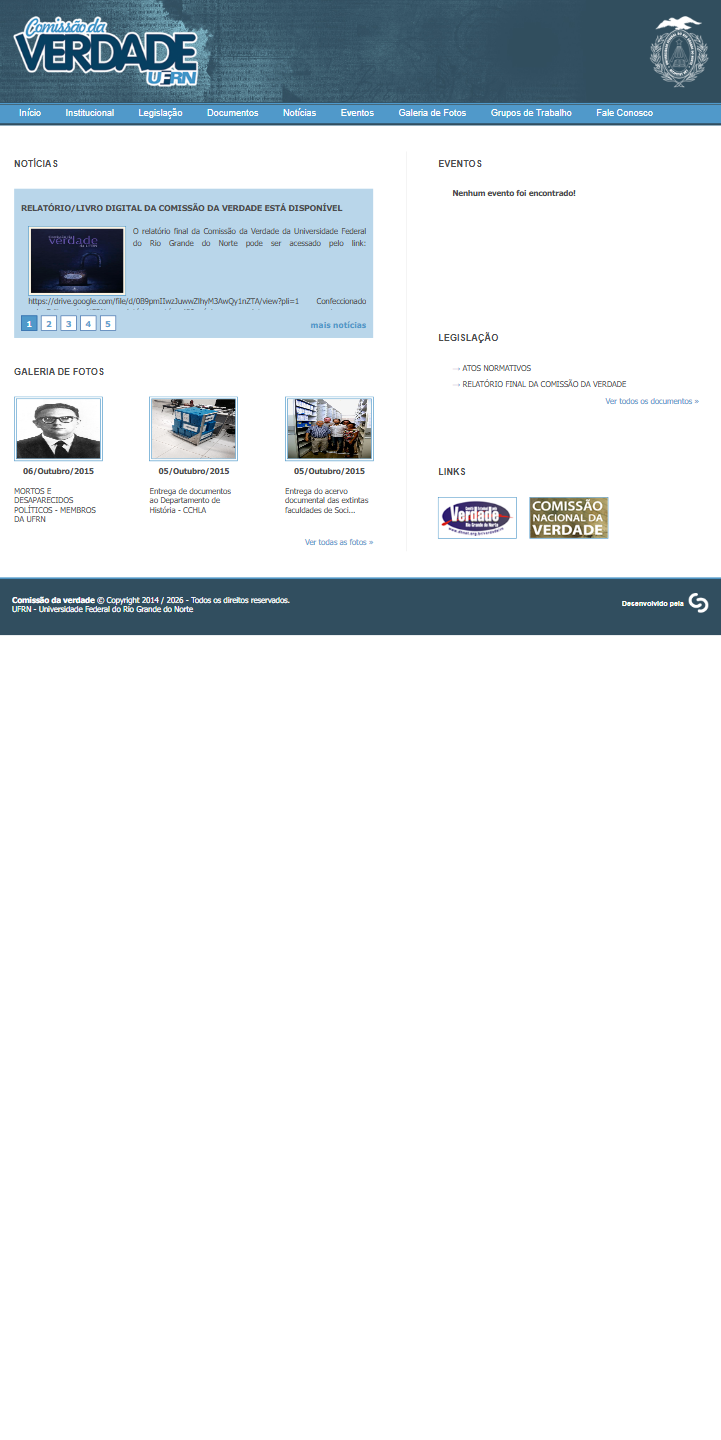 Comissão da
VERDADE
UFRN
Início Institucional Legislação Documentos Notícias Eventos Galeria de Fotos Grupos de Trabalho Fale Conosco
NOTÍCIAS
RELATÓRIO/LIVRO DIGITAL DA COMISSÃO DA VERDADE ESTÁ DISPONÍVEL
verdade
O relatório final da Comissão da Verdade da Universidade Federal
do Rio Grande do Norte pode ser acessado pelo link:
https://drive.google.com/file/d/0B9pmIIwzJuwwZlhyM3AwQy1nZTA/view?pli=1 Confeccionado
1 2 3 4 5
mais notícias
GALERIA DE FOTOS
06/Outubro/2015
MORTOS E
DESAPARECIDOS
POLÍTICOS - MEMBROS
DA UFRN
05/Outubro/2015
Entrega de documentos
ao Departamento de
História - CCHLA
05/Outubro/2015
Entrega do acervo
documental das extintas
faculdades de Soci...
Ver todas as fotos »
EVENTOS
Nenhum evento foi encontrado!
LEGISLAÇÃO
→ ATOS NORMATIVOS
→ RELATÓRIO FINAL DA COMISSÃO DA VERDADE
Ver todos os documentos »
LINKS
Verdade
Rio Grande do Norte
COMISSÃO
NACIONAL DA
VERDADE
Comissão da verdade © Copyright 2014 / 2026 - Todos os direitos reservados.
UFRN - Universidade Federal do Rio Grande do Norte
Desenvolvido pela